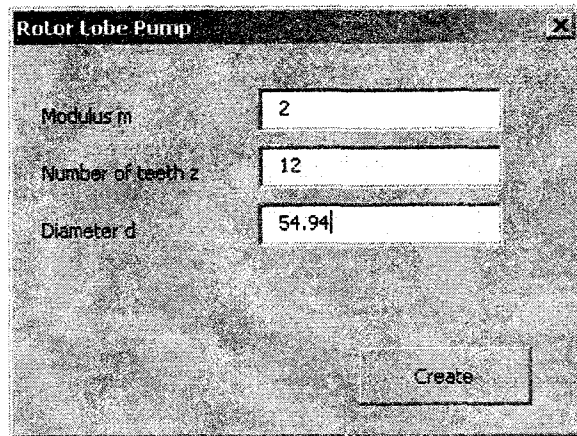 Rotor Lobe Pump
Modulus m 2
Number of teeth z 12
Diameter d 54.94
Create